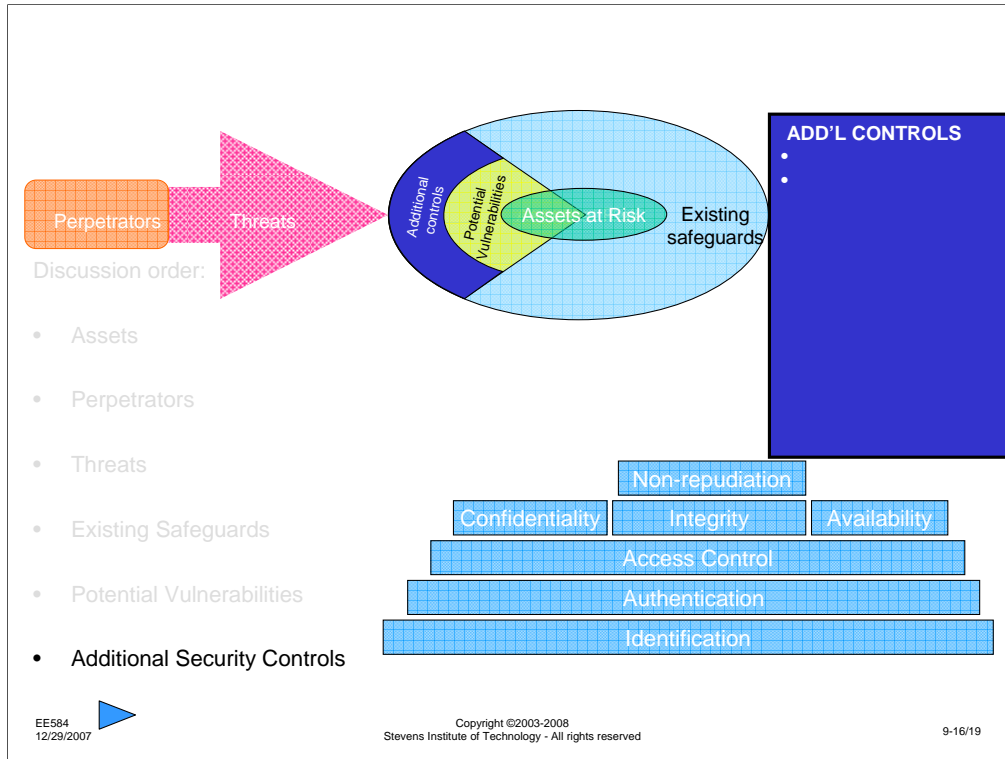 ADD'L CONTROLS
•
•
Perpetrators
Threats
Additional
controls
Potential
Vulnerabilities
Assets at Risk
Existing
safeguards
Discussion order:
• Assets
• Perpetrators
• Threats
• Existing Safeguards
• Potential Vulnerabilities
• Additional Security Controls
Non-repudiation
Confidentiality
Integrity
Availability
Access Control
Authentication
Identification
EE584
12/29/2007
Copyright ©2003-2008
Stevens Institute of Technology - All rights reserved
9-16/19